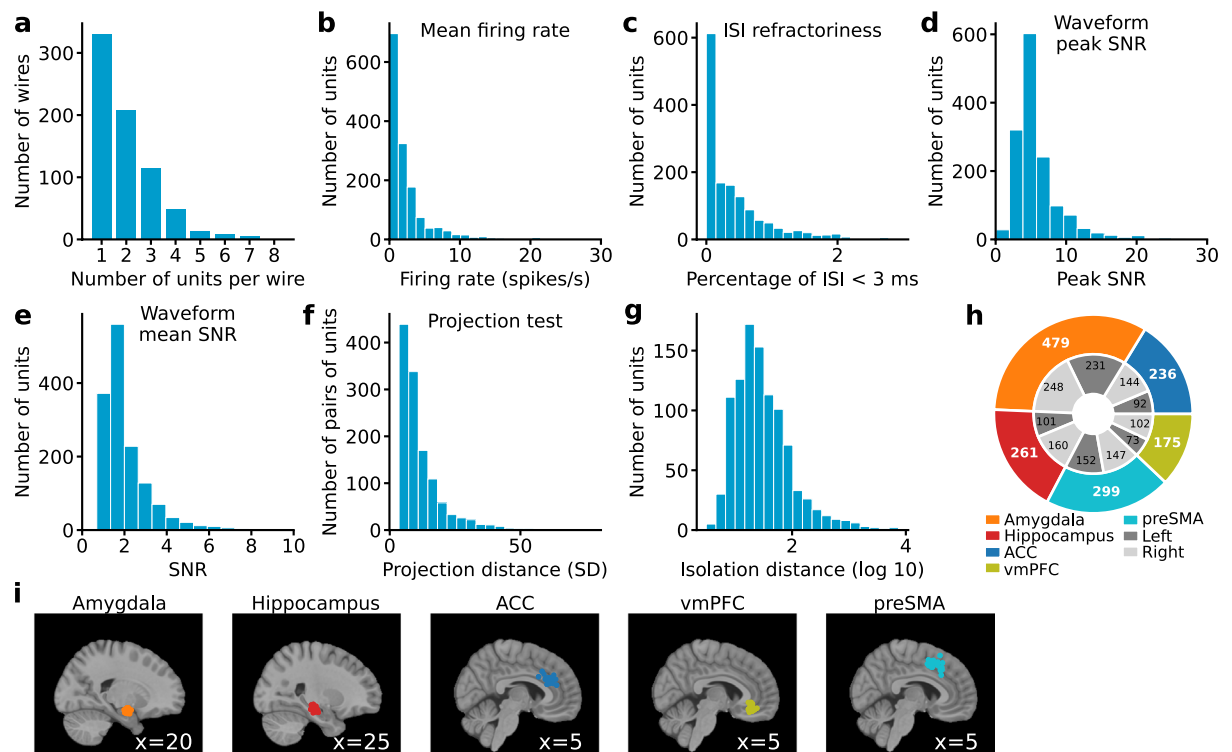 a
300
200
100
0
Number of wires
1 2 3 4 5 6 7 8
Number of units per wire
b
Mean firing rate
600
400
200
0
Number of units
0 10 20 30
Firing rate (spikes/s)
c
ISI refractoriness
600
400
200
0
Number of units
0 2
Percentage of ISI < 3 ms
d
Waveform
peak SNR
600
400
200
0
Number of units
0 10 20 30
Peak SNR
e
Waveform
mean SNR
400
200
0
Number of units
0 2 4 6 8 10
SNR
f
Projection test
400
300
200
100
0
Number of pairs of units
0 50
Projection distance (SD)
g
150
100
50
0
Number of units
2 4
Isolation distance (log 10)
h
479
236
175
299
261
231
144
92
102
73
147
152
160
101
248
Amygdala
Hippocampus
ACC
vmPFC
preSMA
Left
Right
i
Amygdala
x=20
Hippocampus
x=25
ACC
x=5
vmPFC
x=5
preSMA
x=5